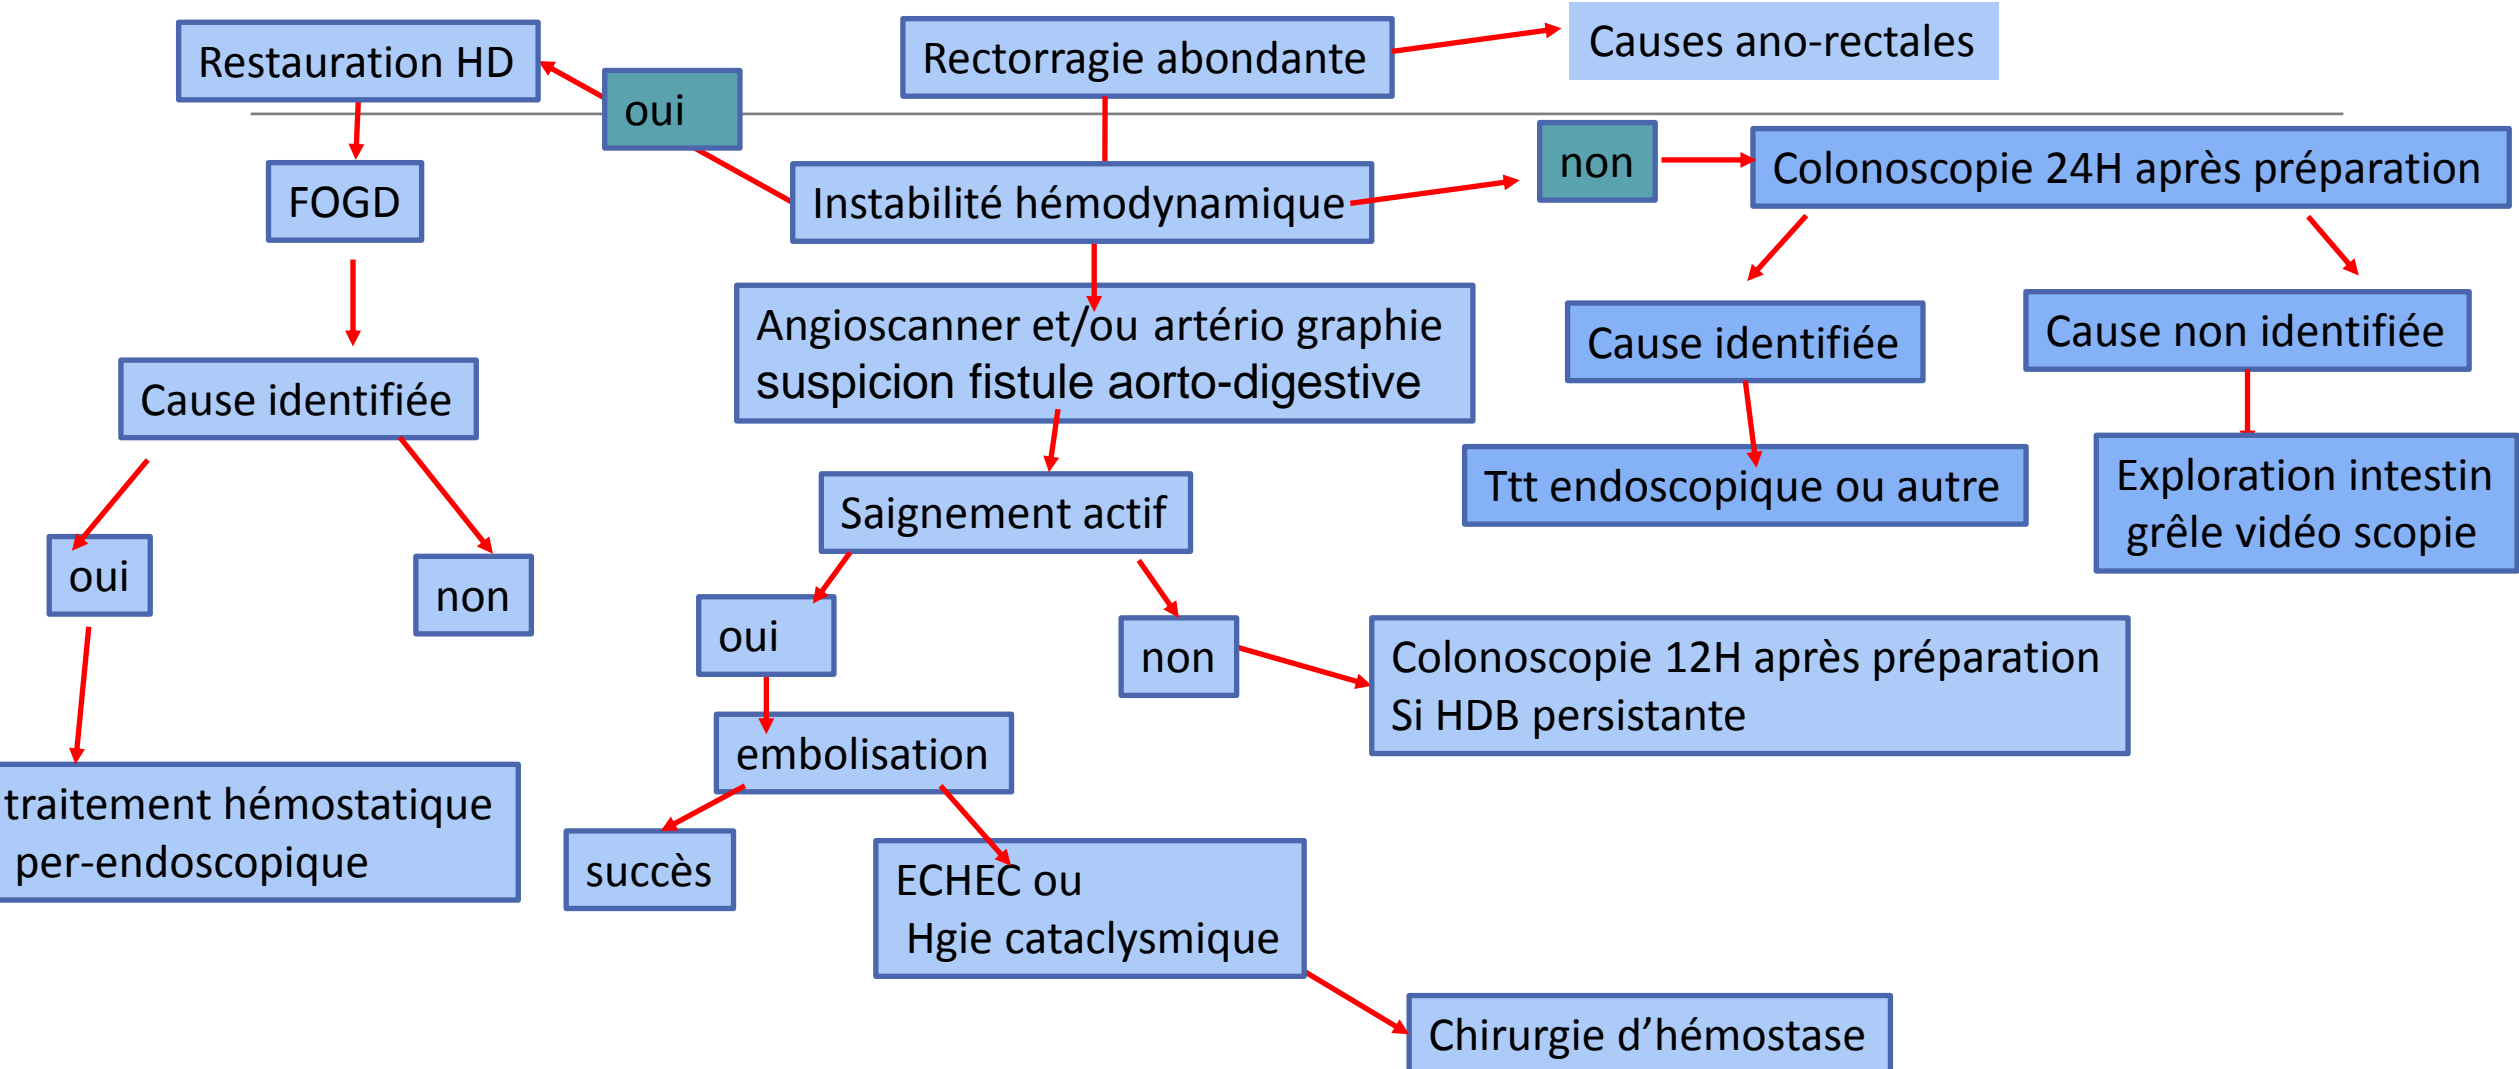 Restauration HD
Rectorragie abondante
Causes ano-rectales
oui
non
Colonoscopie 24H après préparation
FOGD
Instabilité hémodynamique
Angioscanner et/ou artério graphie
suspicion fistule aorto-digestive
Cause identifiée
Cause non identifiée
Cause identifiée
Saignement actif
Ttt endoscopique ou autre
Exploration intestin
grêle vidéo scopie
oui
non
oui
non
Colonoscopie 12H après préparation
Si HDB persistante
embolisation
traitement hémostatique
per-endoscopique
succès
ECHEC ou
Hgie cataclysmique
Chirurgie d’hémostase